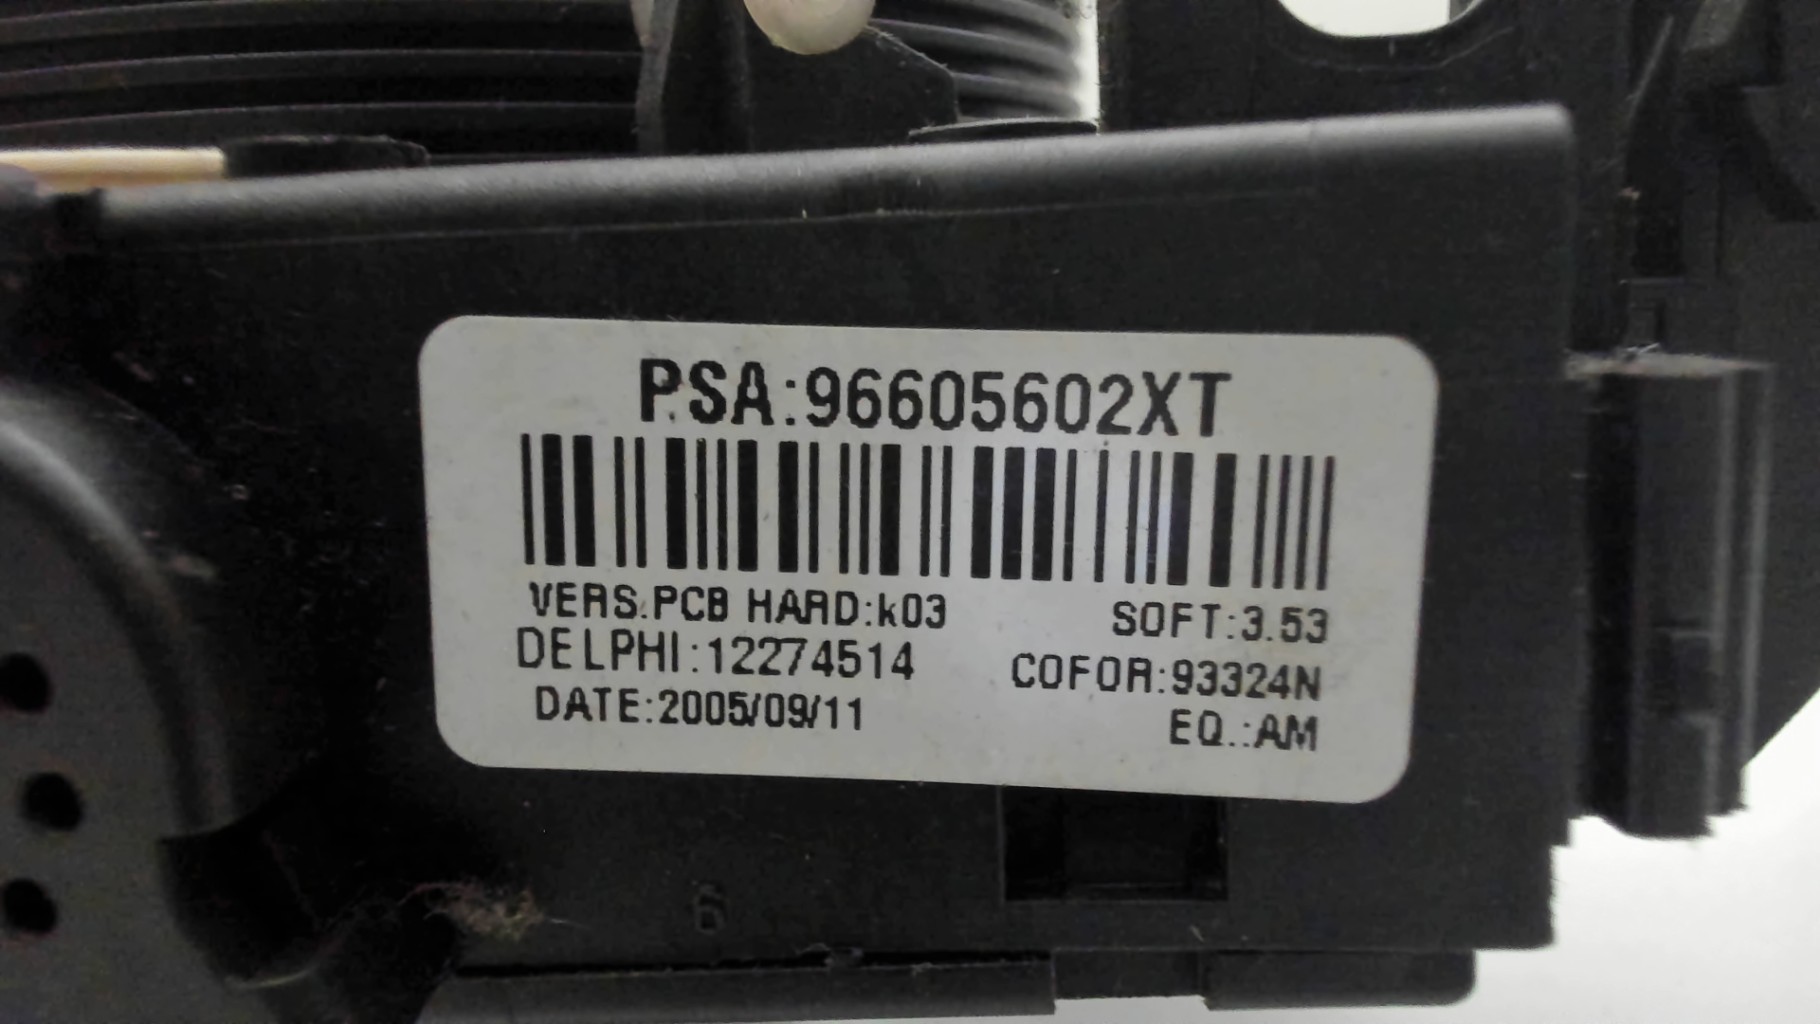 PSA:96605602XT
VERS.PCB HARD:k03 SOFT:3.53
DELPHI:12274514 COFOR:93324N
DATE:2005/09/11 EQ.:AM
6